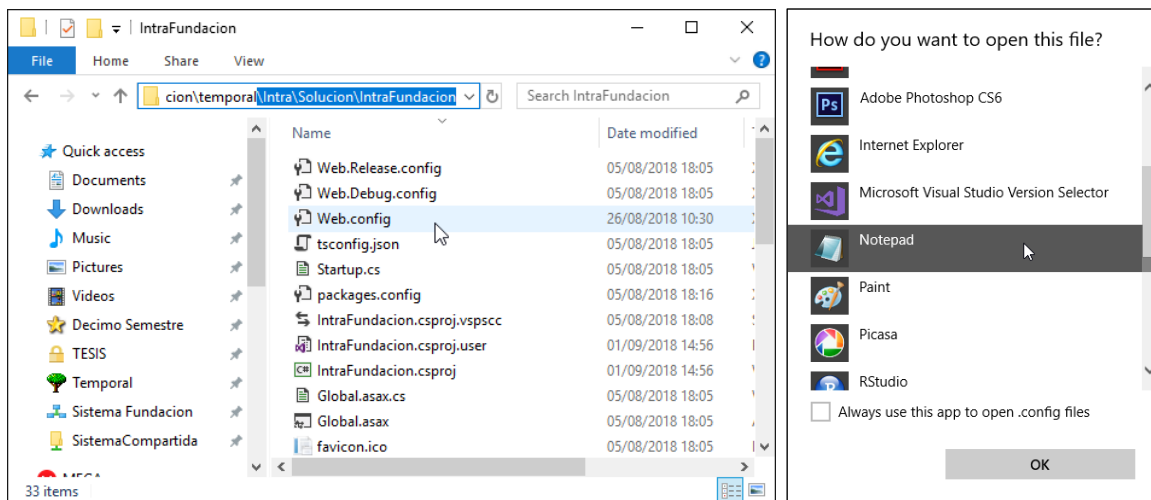 IntraFundacion
File Home Share View
cion\temporal\Intra\Solucion\IntraFundacion
Search IntraFundacion
Name Date modified
Quick access
Documents
Downloads
Music
Pictures
Videos
Decimo Semestre
TESIS
Temporal
Sistema Fundacion
SistemaCompartida
Web.Release.config 05/08/2018 18:05
Web.Debug.config 05/08/2018 18:05
Web.config 26/08/2018 10:30
tsconfig.json 05/08/2018 18:05
Startup.cs 05/08/2018 18:05
packages.config 05/08/2018 18:16
IntraFundacion.csproj.vspscc 05/08/2018 18:08
IntraFundacion.csproj.user 01/09/2018 14:56
IntraFundacion.csproj 01/09/2018 14:56
Global.asax.cs 05/08/2018 18:05
Global.asax 05/08/2018 18:05
favicon.ico 05/08/2018 18:05
33 items
How do you want to open this file?
Ps Adobe Photoshop CS6
Internet Explorer
Microsoft Visual Studio Version Selector
Notepad
Paint
Picasa
RStudio
Always use this app to open .config files
OK